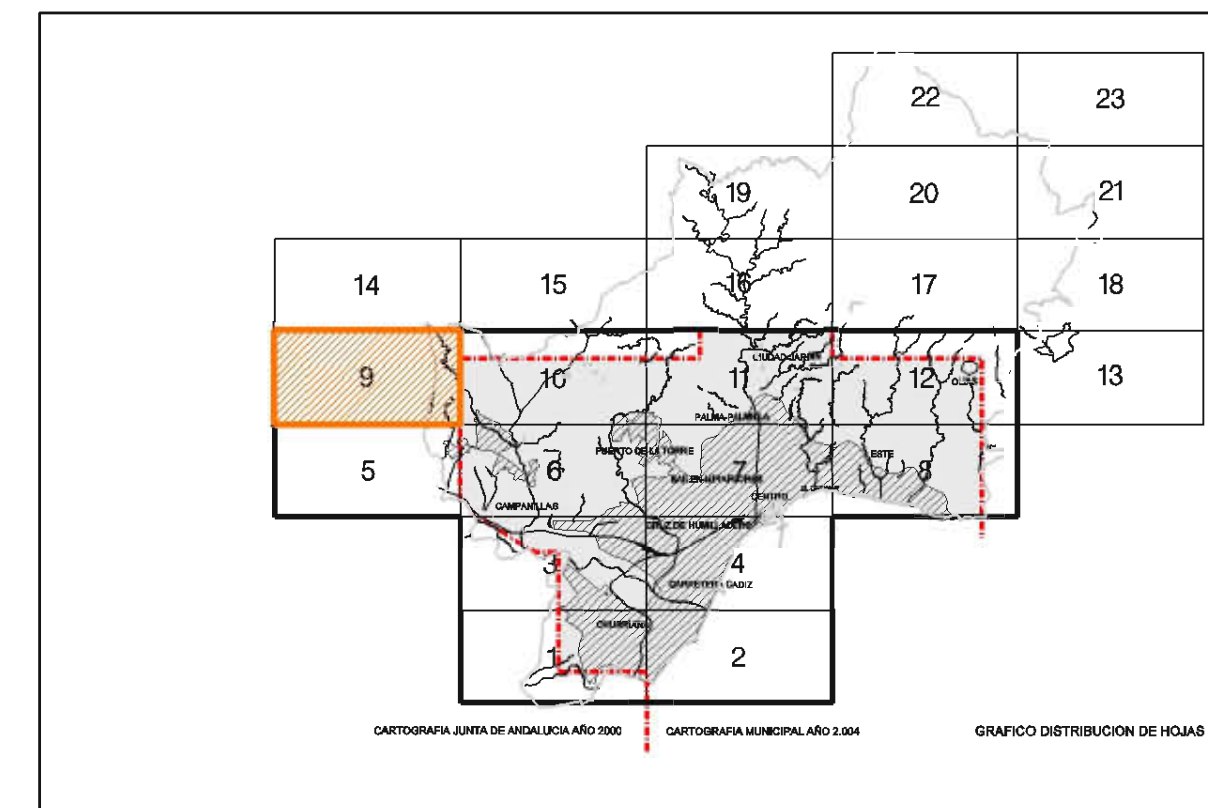 22 23
19 20 21
14 15 16 17 18
CIUDAD JARDIN
9 10 11 12 13
OLIAS
PALMA-PALMILLA
PUERTO DE LA TORRE
ESTE
5 6 7 8
BAILEN-MIRAFLORES
CENTRO
CAMPANILLAS
CRUZ DE HUMILLADERO
3 4
CARRETERA CADIZ
CHURRIANA
1 2
CARTOGRAFIA JUNTA DE ANDALUCIA AÑO 2000
CARTOGRAFIA MUNICIPAL AÑO 2.004
GRAFICO DISTRIBUCION DE HOJAS